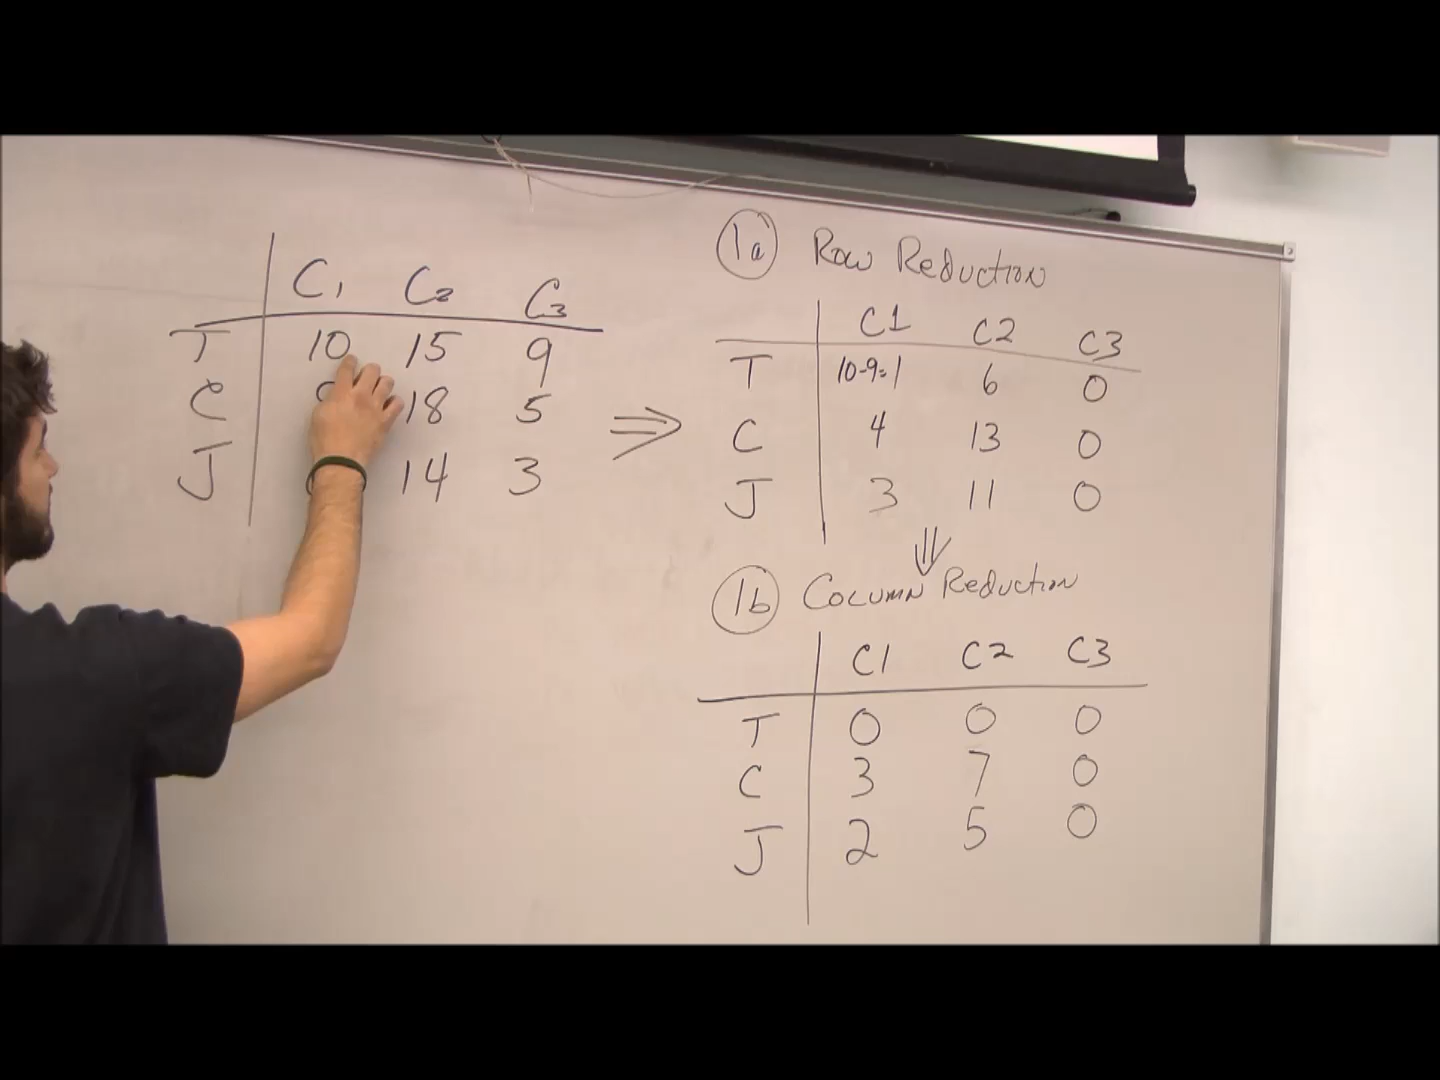 C1 C2 C3
T 10 15 9
C 18 5
J 14 3
1a Row Reduction
C1 C2 C3
T 10-9=1 6 0
C 4 13 0
J 3 11 0
1b Column Reduction
C1 C2 C3
T 0 0 0
C 3 7 0
J 2 5 0